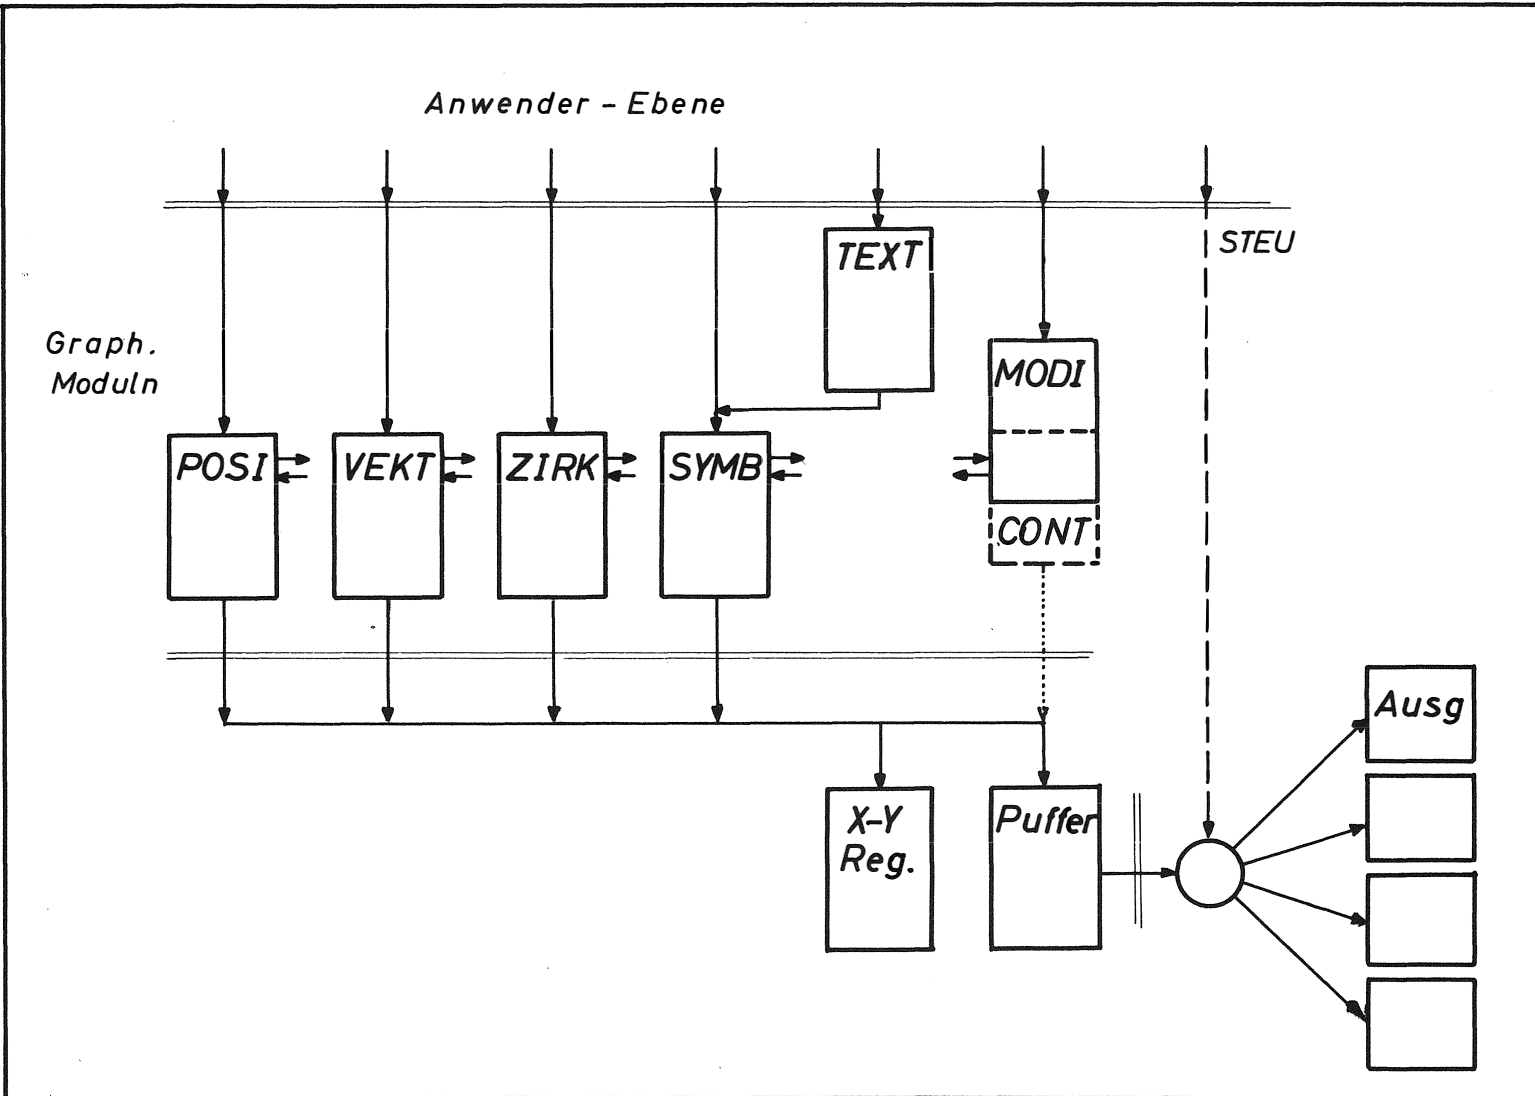 Anwender - Ebene
STEU
TEXT
Graph.
Moduln
MODI
POSI
VEKT
ZIRK
SYMB
CONT
Ausg
X-Y
Reg.
Puffer